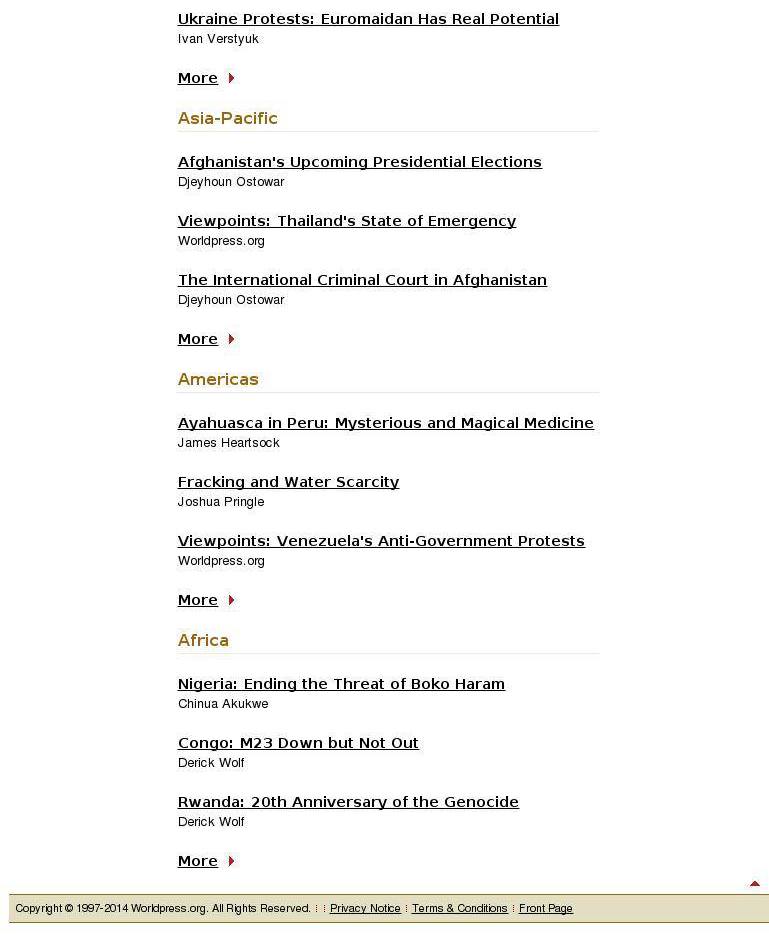 Ukraine Protests: Euromaidan Has Real Potential
Ivan Verstyuk
More
Asia-Pacific
Afghanistan's Upcoming Presidential Elections
Djeyhoun Ostowar
Viewpoints: Thailand's State of Emergency
Worldpress.org
The International Criminal Court in Afghanistan
Djeyhoun Ostowar
More
Americas
Ayahuasca in Peru: Mysterious and Magical Medicine
James Heartsock
Fracking and Water Scarcity
Joshua Pringle
Viewpoints: Venezuela's Anti-Government Protests
Worldpress.org
More
Africa
Nigeria: Ending the Threat of Boko Haram
Chinua Akukwe
Congo: M23 Down but Not Out
Derick Wolf
Rwanda: 20th Anniversary of the Genocide
Derick Wolf
More
Copyright © 1997-2014 Worldpress.org. All Rights Reserved. Privacy Notice Terms & Conditions Front Page